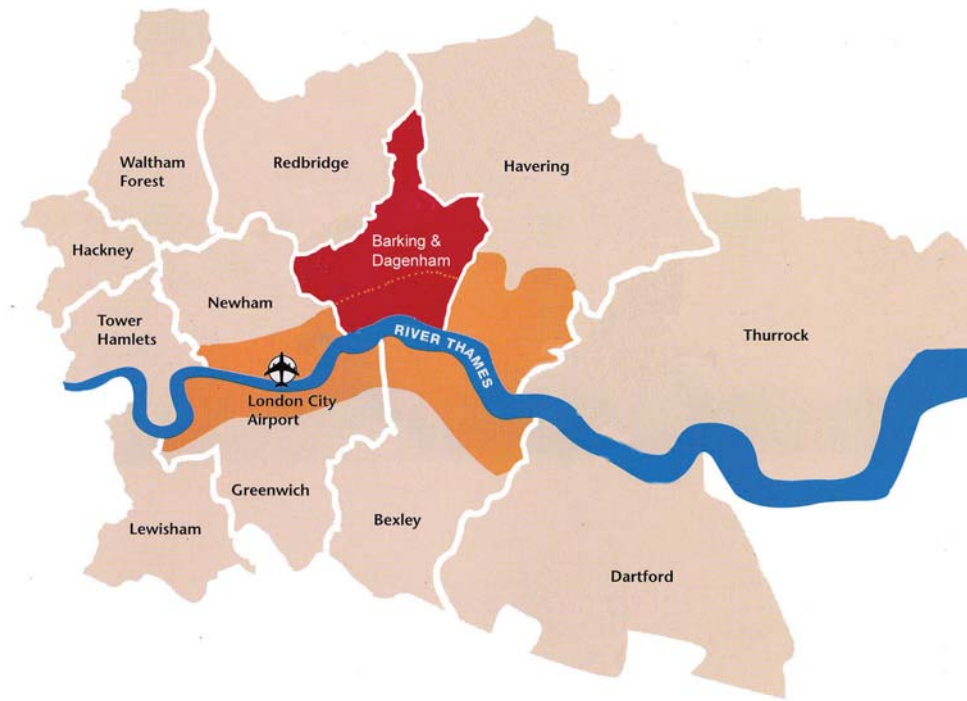 Waltham
Forest
Redbridge
Havering
Hackney
Barking &
Dagenham
Newham
Tower
Hamlets
RIVER THAMES
Thurrock
London City
Airport
Greenwich
Lewisham
Bexley
Dartford